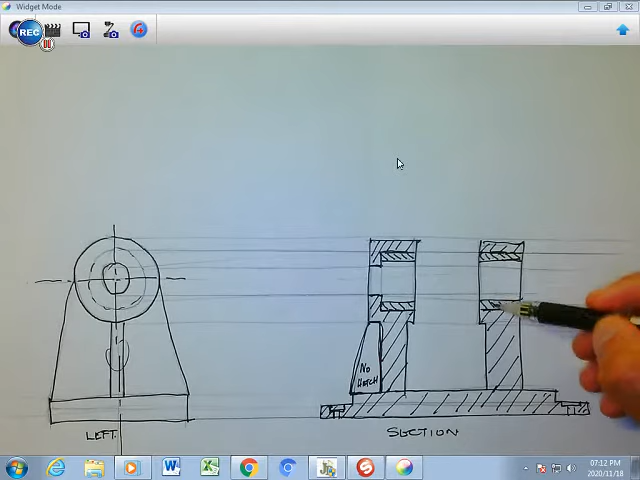 Widget Mode
REC
NO
HATCH
LEFT
SECTION
07:12 PM
2020/11/18